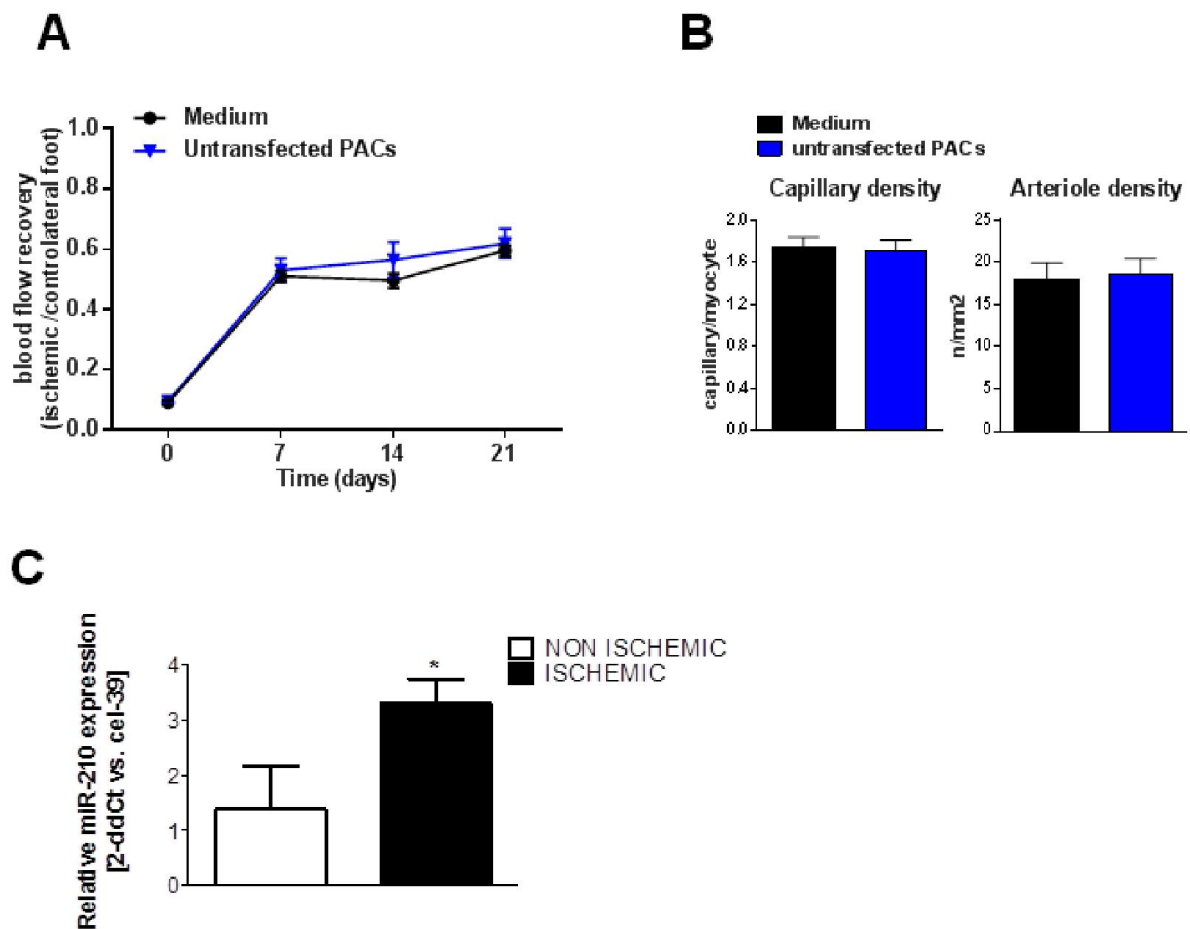 A
Medium
Untransfected PACs
blood flow recovery
(ischemic /controlateral foot)
1.0
0.8
0.6
0.4
0.2
0.0
0 7 14 21
Time (days)
B
Medium
untransfected PACs
Capillary density
capillary/myocyte
2.0
1.6
1.2
0.8
0.4
0.0
Arteriole density
n/mm2
25
20
15
10
5
0
C
Relative miR-210 expression
[2-ddCt vs. cel-39]
4
3
2
1
0
*
NON ISCHEMIC
ISCHEMIC